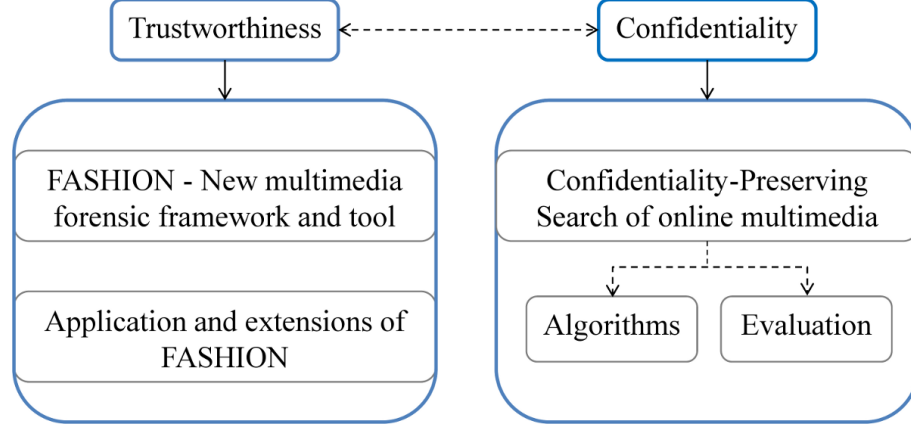 Trustworthiness
Confidentiality
FASHION - New multimedia
forensic framework and tool
Application and extensions of
FASHION
Confidentiality-Preserving
Search of online multimedia
Algorithms
Evaluation